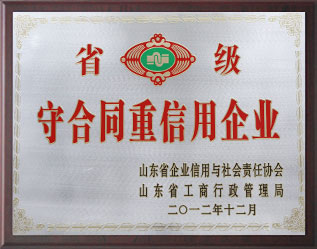 省级
守合同重信用企业
山东省企业信用与社会责任协会
山东省工商行政管理局
二〇一二年十二月